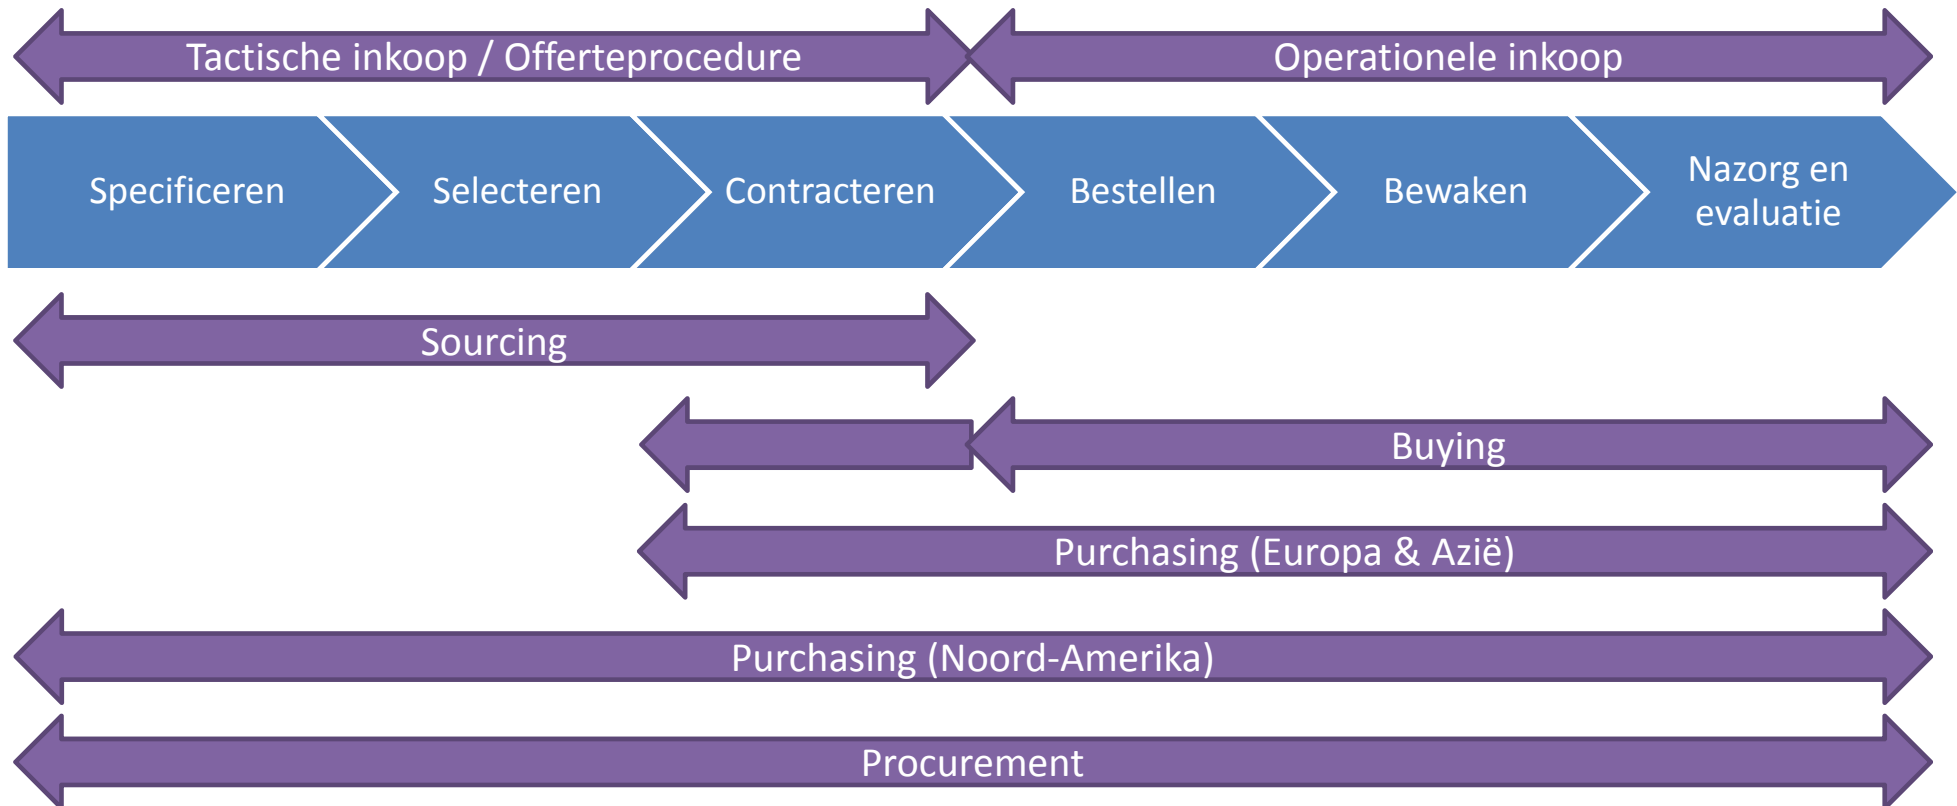 Tactische inkoop / Offerteprocedure
Operationele inkoop
Specificeren
Selecteren
Contracteren
Bestellen
Bewaken
Nazorg en
evaluatie
Sourcing
Buying
Purchasing (Europa & Azië)
Purchasing (Noord-Amerika)
Procurement